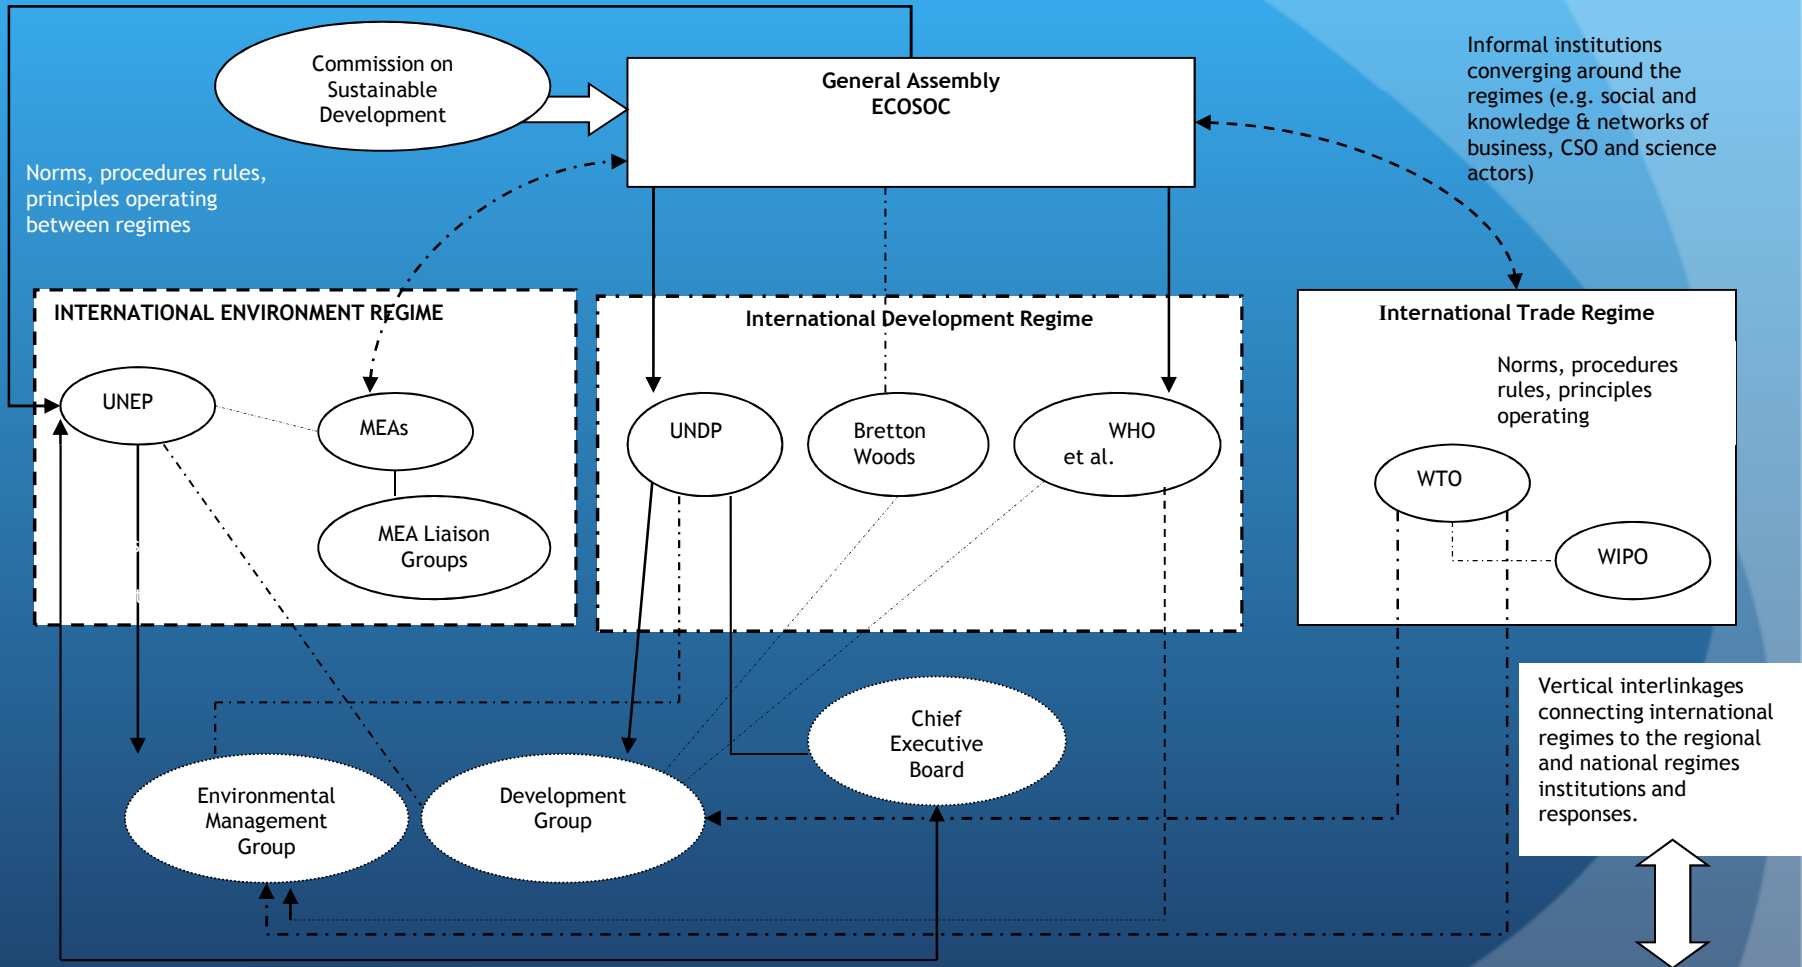 Commission on
Sustainable
Development
General Assembly
ECOSOC
Informal institutions
converging around the
regimes (e.g. social and
knowledge & networks of
business, CSO and science
actors)
Norms, procedures rules,
principles operating
between regimes
INTERNATIONAL ENVIRONMENT REGIME
UNEP
MEAs
MEA Liaison
Groups
International Development Regime
UNDP
Bretton
Woods
WHO
et al.
International Trade Regime
Norms, procedures
rules, principles
operating
WTO
WIPO
Chief
Executive
Board
Environmental
Management
Group
Development
Group
Vertical interlinkages
connecting international
regimes to the regional
and national regimes
institutions and
responses.